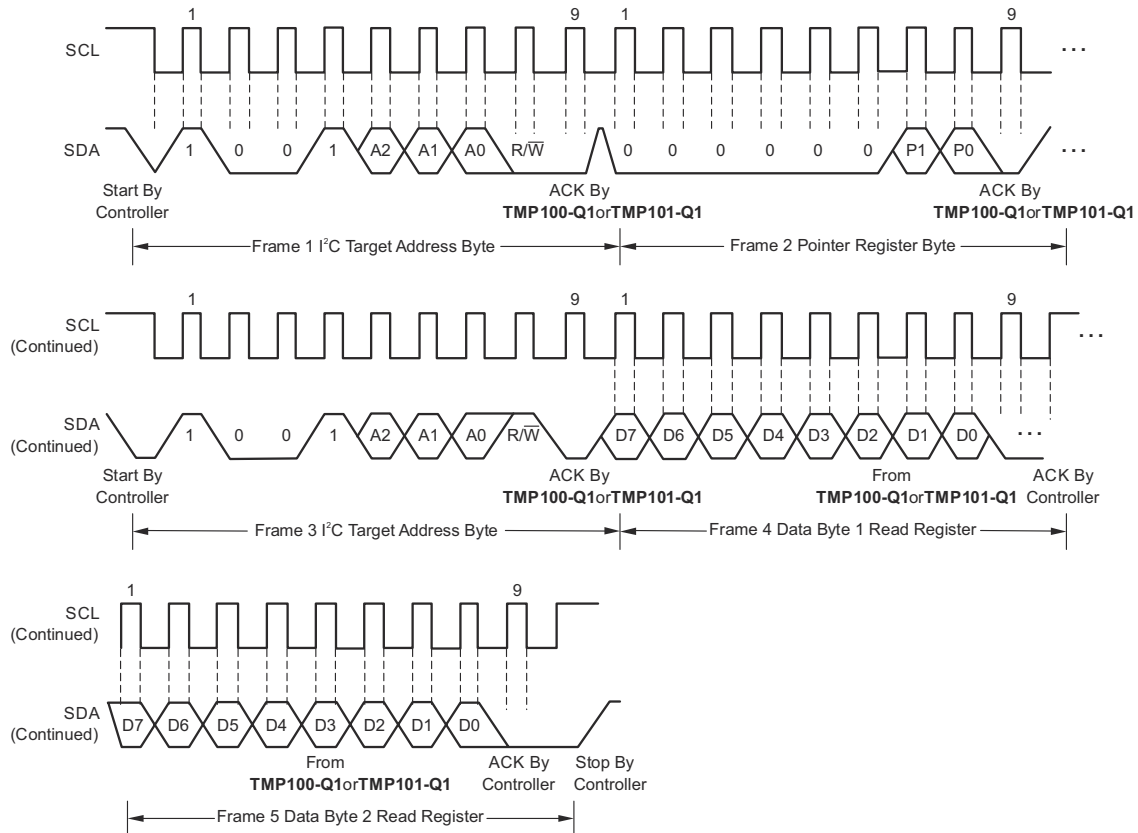 1 9 1 9
SCL ...
SDA 1 0 0 1 A2 A1 A0 R/W̅ 0 0 0 0 0 0 P1 P0 ...
Start By ACK By ACK By
Controller TMP100-Q1orTMP101-Q1 TMP100-Q1orTMP101-Q1
Frame 1 I²C Target Address Byte Frame 2 Pointer Register Byte
1 9 1 9
SCL
(Continued) ...
SDA
(Continued) 1 0 0 1 A2 A1 A0 R/W̅ D7 D6 D5 D4 D3 D2 D1 D0 ...
Start By ACK By From ACK By
Controller TMP100-Q1orTMP101-Q1 TMP100-Q1orTMP101-Q1 Controller
Frame 3 I²C Target Address Byte Frame 4 Data Byte 1 Read Register
1 9
SCL
(Continued)
SDA
(Continued) D7 D6 D5 D4 D3 D2 D1 D0
From ACK By Stop By
TMP100-Q1orTMP101-Q1 Controller Controller
Frame 5 Data Byte 2 Read Register